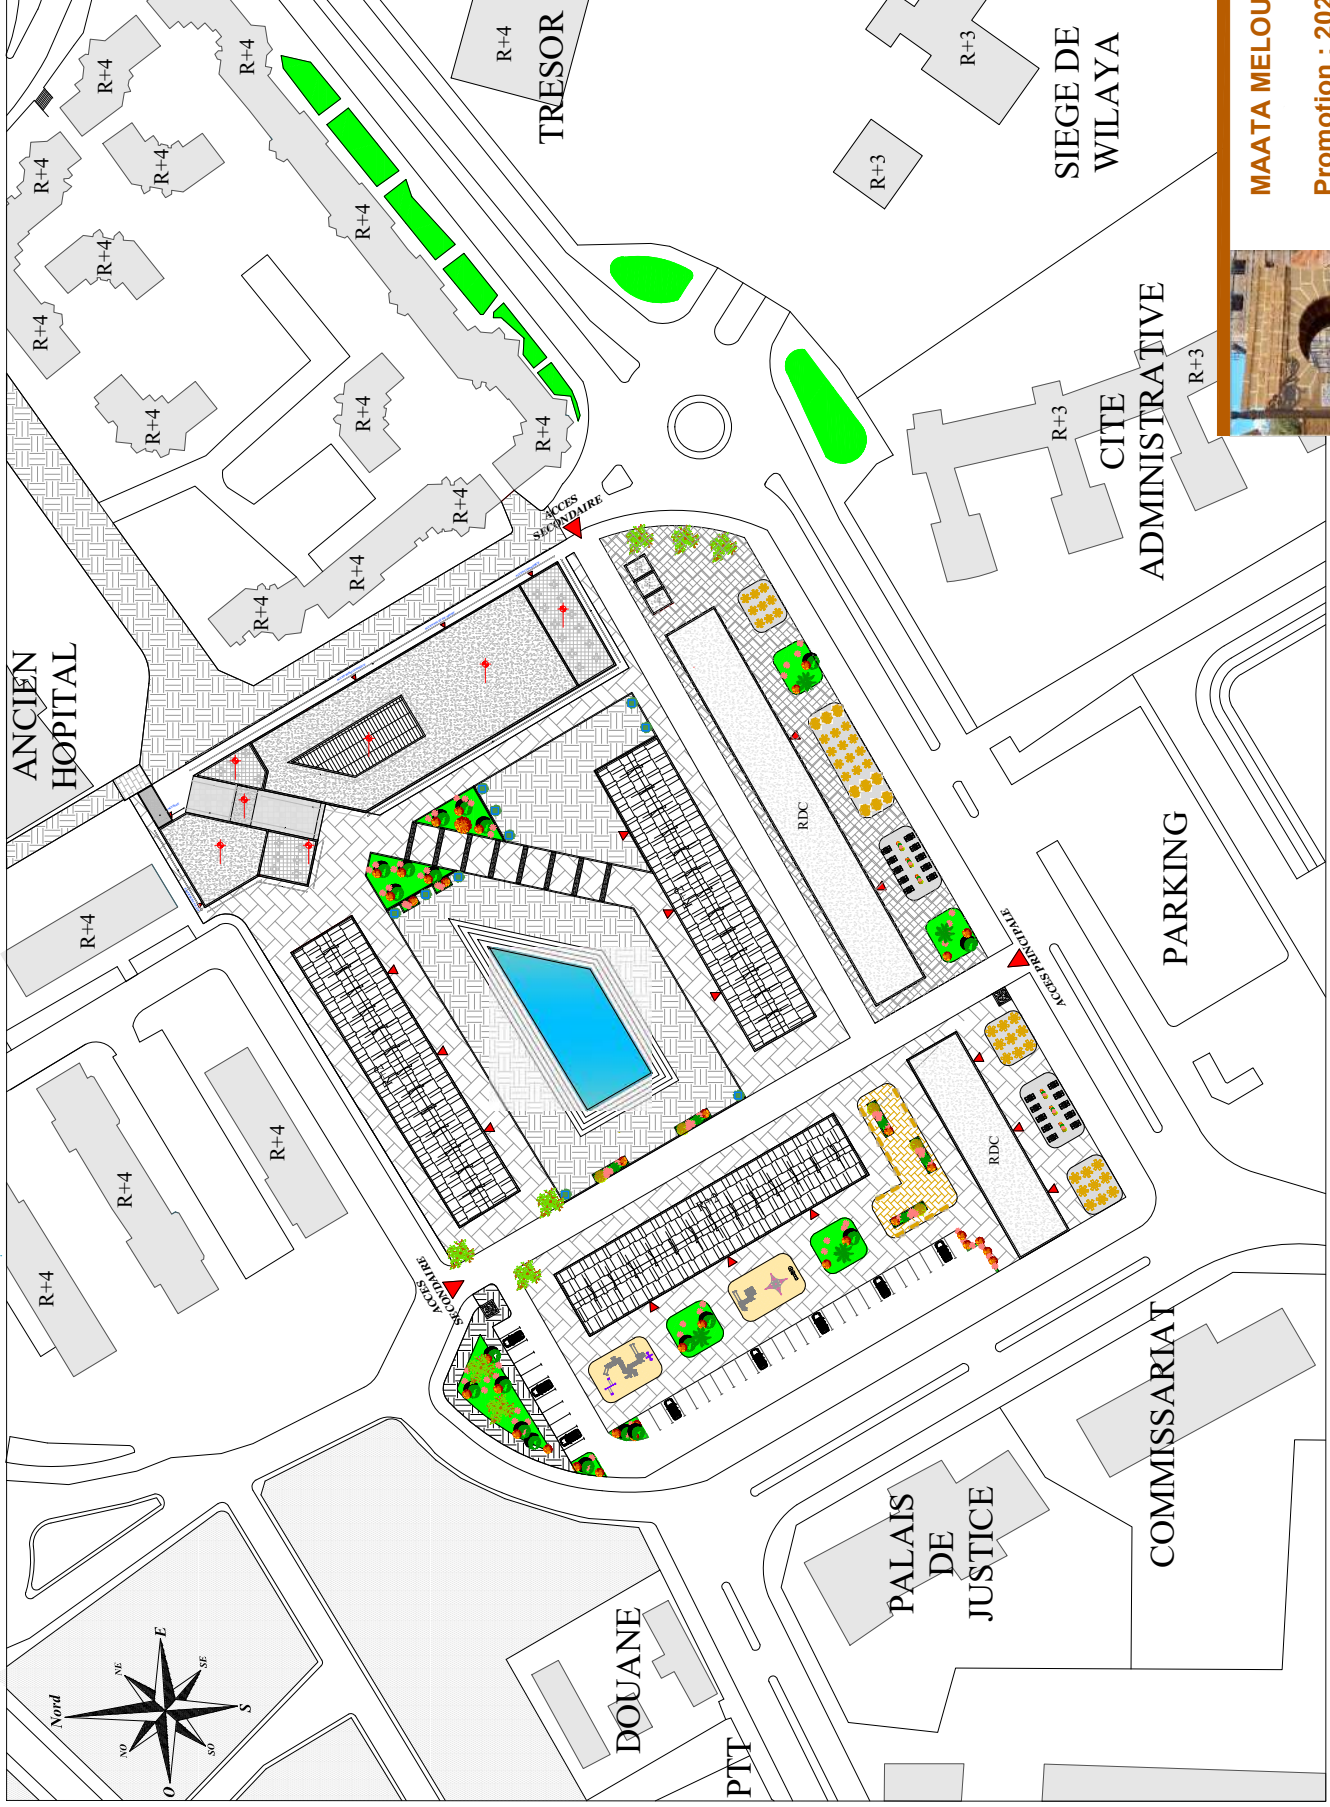 R+4
R+4
TRESOR
R+3
SIEGE DE
WILAYA
MAATA MELOU
Promotion : 202
R+4
R+4
R+4
R+3
R+4
R+4
R+4
R+4
R+4
R+4
R+3
CITE
ADMINISTRATIVE
R+3
R+4
R+4
R+4
R+4
ACCES
SECONDAIRE
ANCIEN
HOPITAL
RDC
PARKING
R+4
ACCES PRINCIPALE
R+4
R+4
R+4
RDC
ACCES
SECONDAIRE
COMMISSARIAT
PALAIS
DE
JUSTICE
DOUANE
PTT
Nord
NE
E
SE
S
SO
O
NO